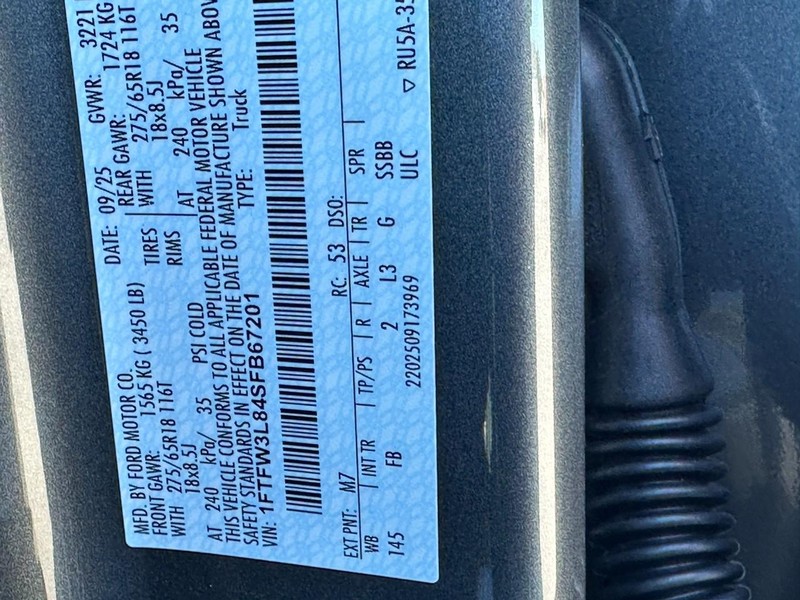 MFD. BY FORD MOTOR CO.
DATE: 09/25 GVWR: 3221
FRONT GAWR: 1565 KG ( 3450 LB) REAR GAWR: 1724 KG
WITH 275/65R18 116T TIRES WITH 275/65R18 116T
18x8.5J RIMS 18x8.5J
AT 240 kPa/ 35 PSI COLD AT 240 kPa/ 35
THIS VEHICLE CONFORMS TO ALL APPLICABLE FEDERAL MOTOR VEHICLE
SAFETY STANDARDS IN EFFECT ON THE DATE OF MANUFACTURE SHOWN ABOV
VIN: 1FTFW3L84SFB67201 TYPE: Truck
EXT PNT: M7 RC: 53 DSO:
WB | INT TR | TP/PS | R | AXLE | TR | SPR |
145 FB 2 L3 G SSBB
2202509173969 ULC ▽ RU5A-35